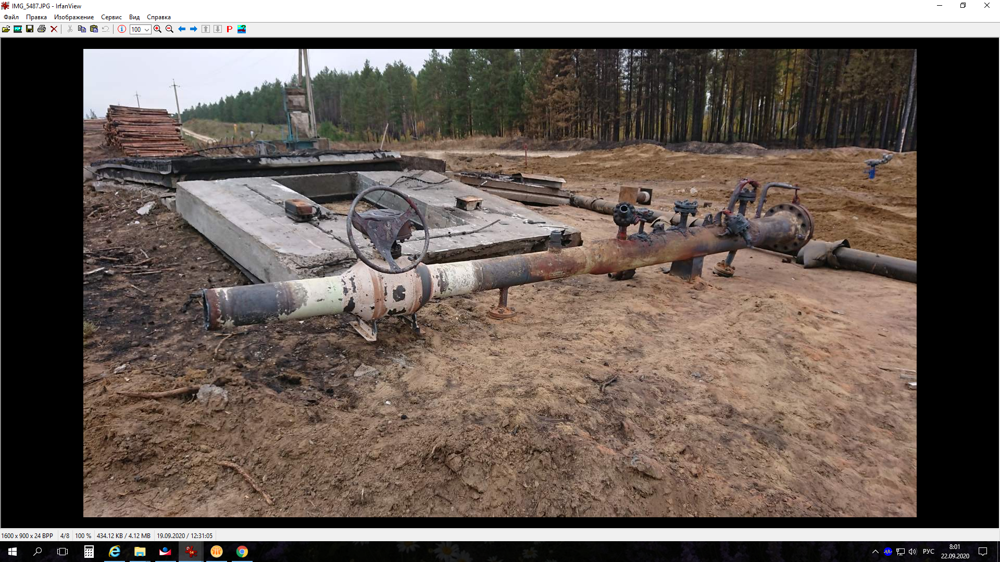 IMG_5487.JPG - IrfanView
Файл Правка Изображение Сервис Вид Справка
100
P
1600 x 900 x 24 BPP 4/8 100 % 434.12 KB / 4.12 MB 19.09.2020 / 12:31:05
64
РУС
8:01
22.09.2020